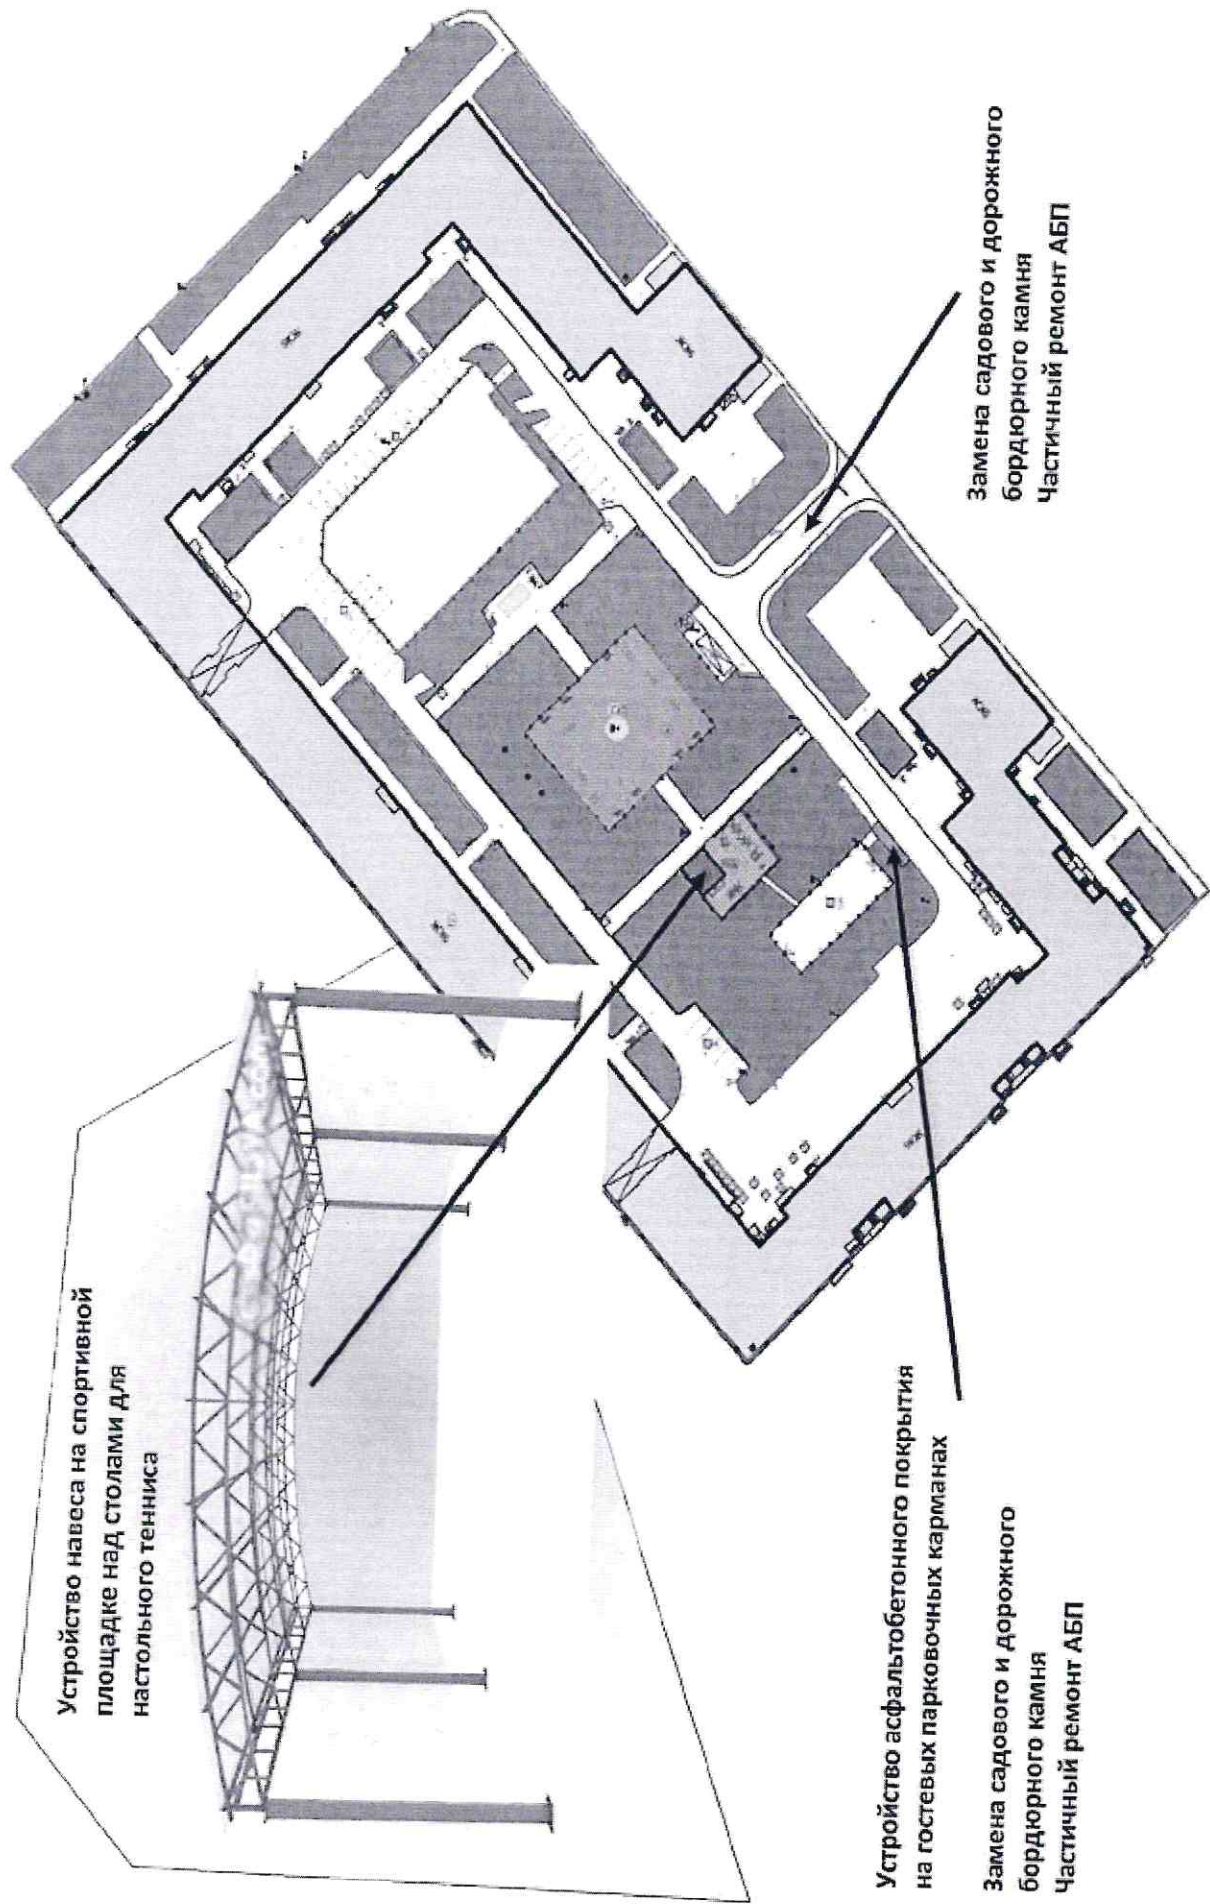 Устройство навеса на спортивной
площадке над столами для
настольного тенниса
Устройство асфальтобетонного покрытия
на гостевых парковочных карманах
Замена садового и дорожного
бордюрного камня
Частичный ремонт АБП
Замена садового и дорожного
бордюрного камня
Частичный ремонт АБП